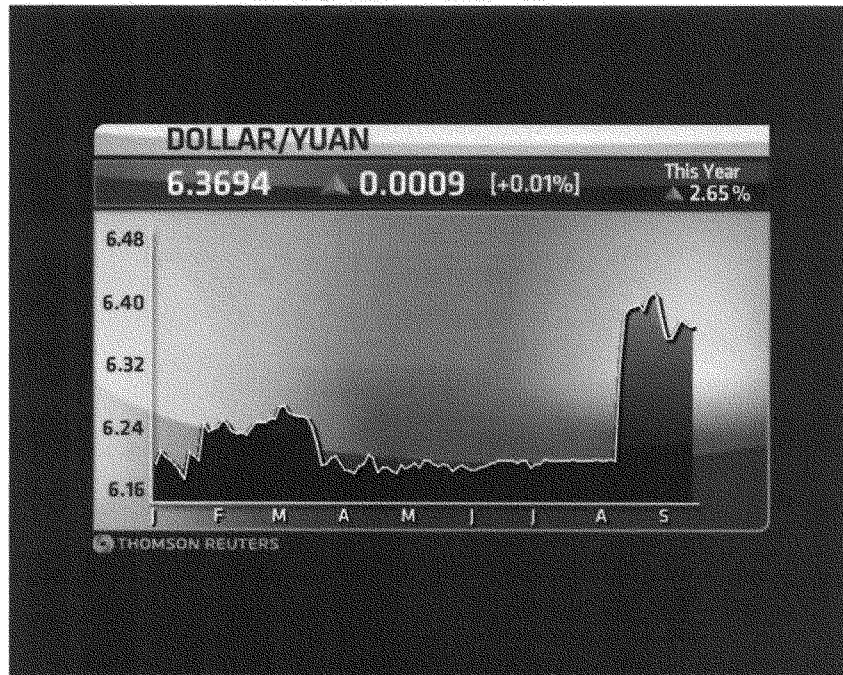 DOLLAR/YUAN
6.3694 ▲ 0.0009 [+0.01%]
This Year
▲ 2.65%
6.48
6.40
6.32
6.24
6.16
J F M A M J J A S
THOMSON REUTERS